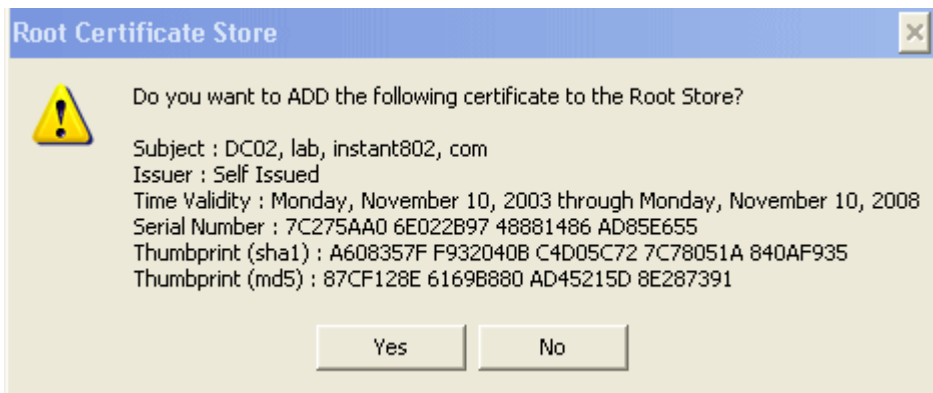 Root Certificate Store
Do you want to ADD the following certificate to the Root Store?
Subject : DC02, lab, instant802, com
Issuer : Self Issued
Time Validity : Monday, November 10, 2003 through Monday, November 10, 2008
Serial Number : 7C275AA0 6E022B97 48881486 AD85E655
Thumbprint (sha1) : A608357F F932040B C4D05C72 7C78051A 840AF935
Thumbprint (md5) : 87CF128E 6169B880 AD45215D 8E287391
Yes No